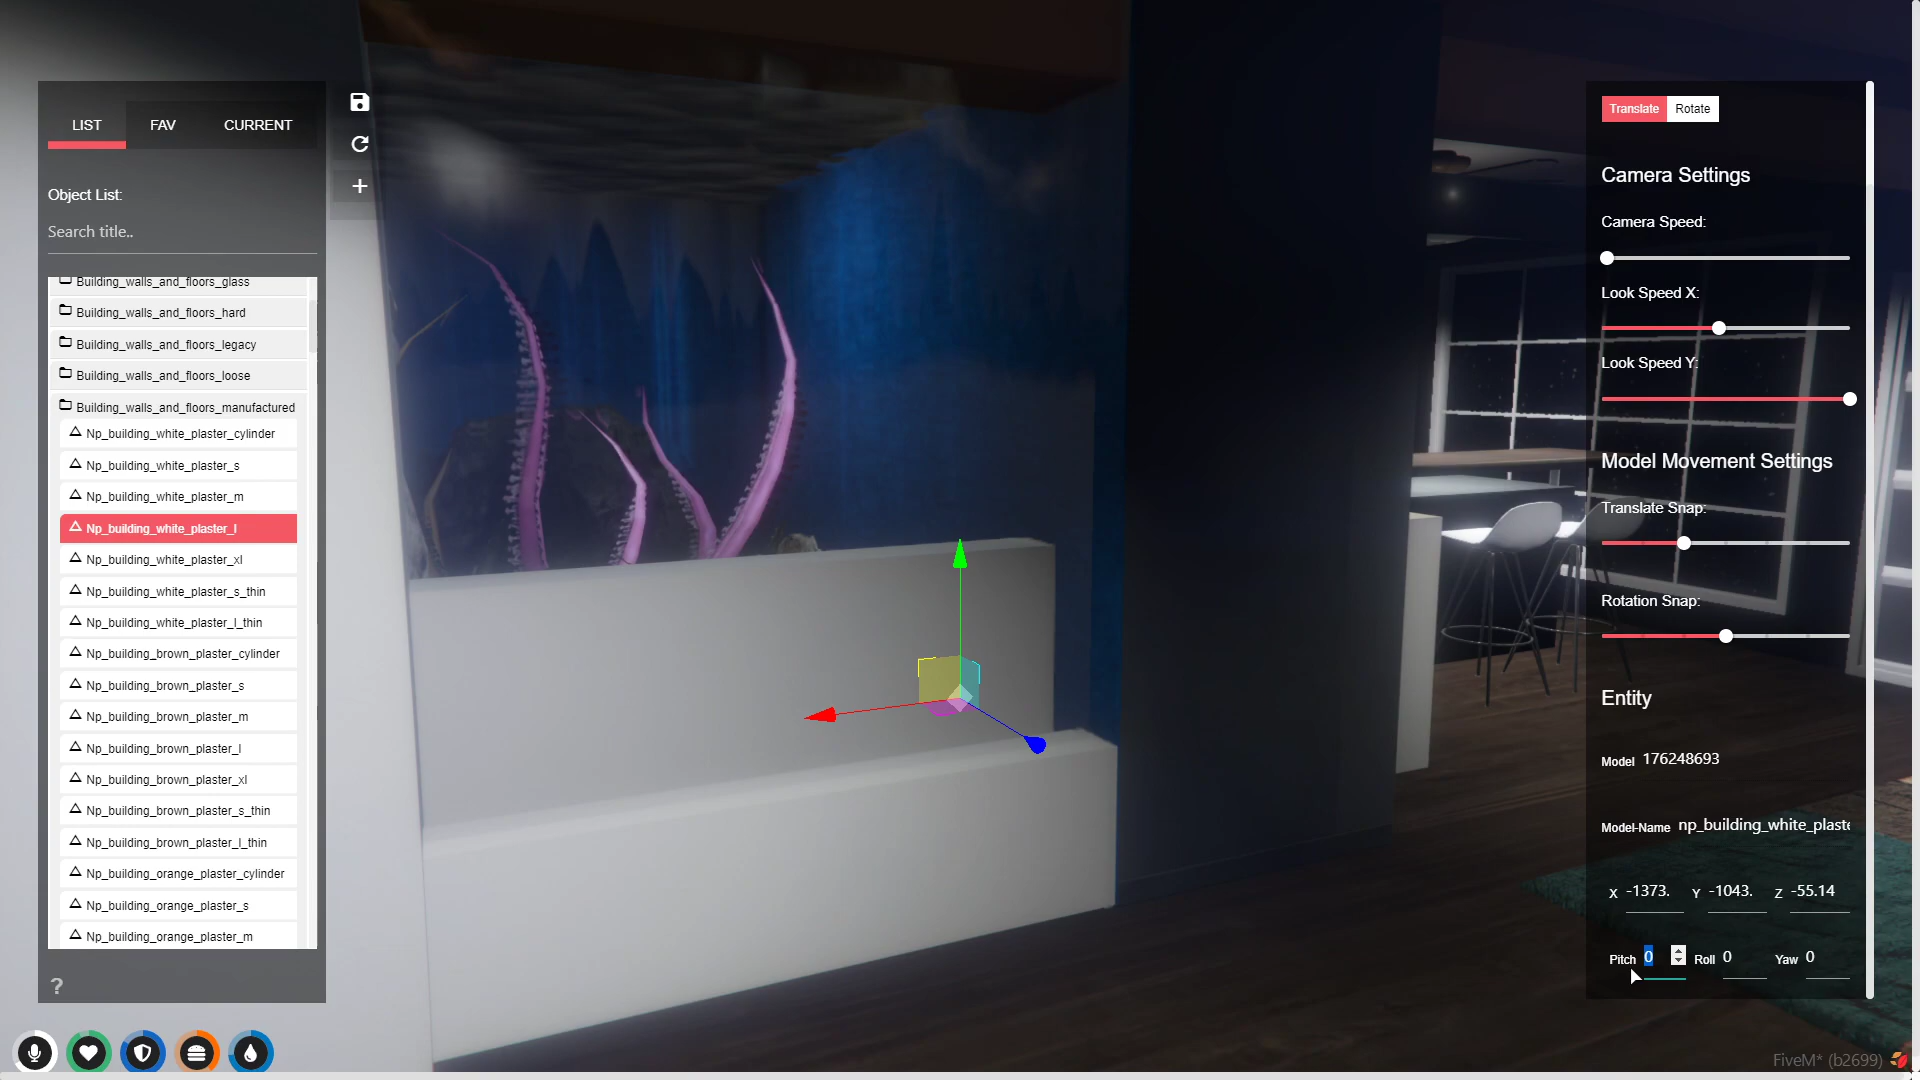 LIST FAV CURRENT
Object List:
Search title..
Building_walls_and_floors_glass
Building_walls_and_floors_hard
Building_walls_and_floors_legacy
Building_walls_and_floors_loose
Building_walls_and_floors_manufactured
Np_building_white_plaster_cylinder
Np_building_white_plaster_s
Np_building_white_plaster_m
Np_building_white_plaster_l
Np_building_white_plaster_xl
Np_building_white_plaster_s_thin
Np_building_white_plaster_l_thin
Np_building_brown_plaster_cylinder
Np_building_brown_plaster_s
Np_building_brown_plaster_m
Np_building_brown_plaster_l
Np_building_brown_plaster_xl
Np_building_brown_plaster_s_thin
Np_building_brown_plaster_l_thin
Np_building_orange_plaster_cylinder
Np_building_orange_plaster_s
Np_building_orange_plaster_m
?
Translate Rotate
Camera Settings
Camera Speed:
Look Speed X:
Look Speed Y:
Model Movement Settings
Translate Snap:
Rotation Snap:
Entity
Model 176248693
Model-Name np_building_white_plaste
X -1373. Y -1043. Z -55.14
Pitch 0 Roll 0 Yaw 0
FiveM* (b2699)